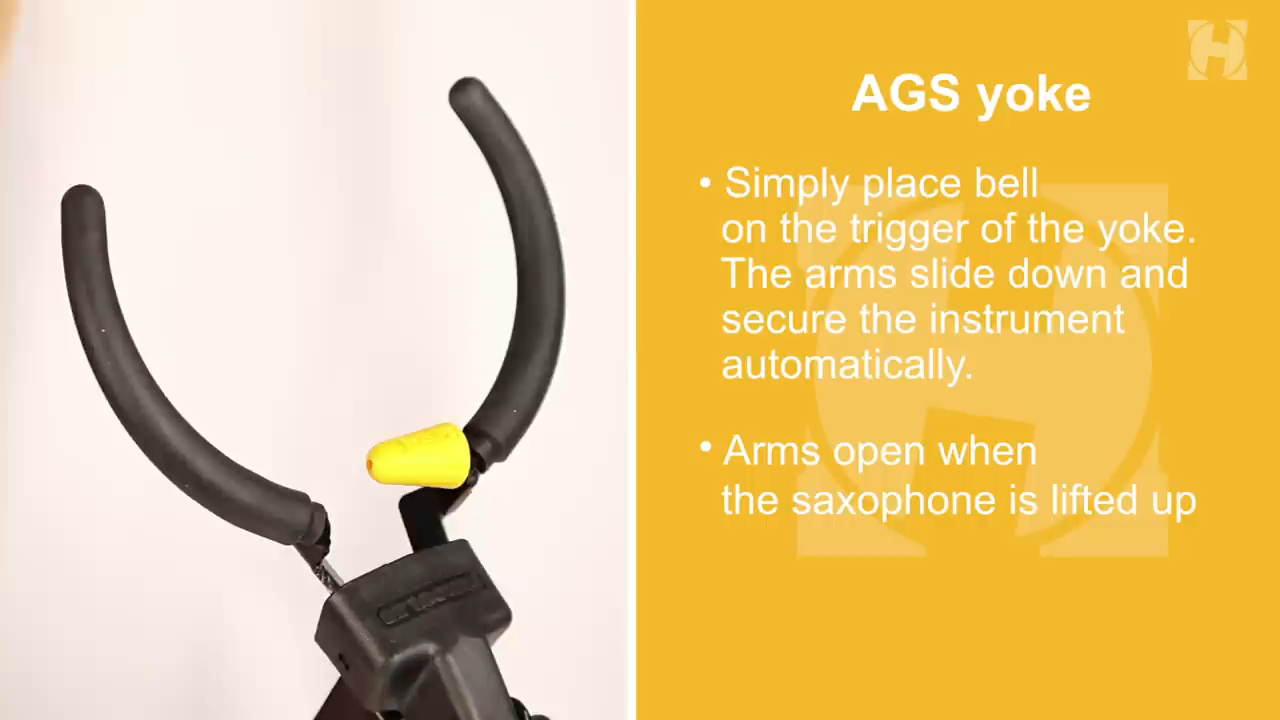 AGS yoke
• Simply place bell
on the trigger of the yoke.
The arms slide down and
secure the instrument
automatically.
• Arms open when
the saxophone is lifted up